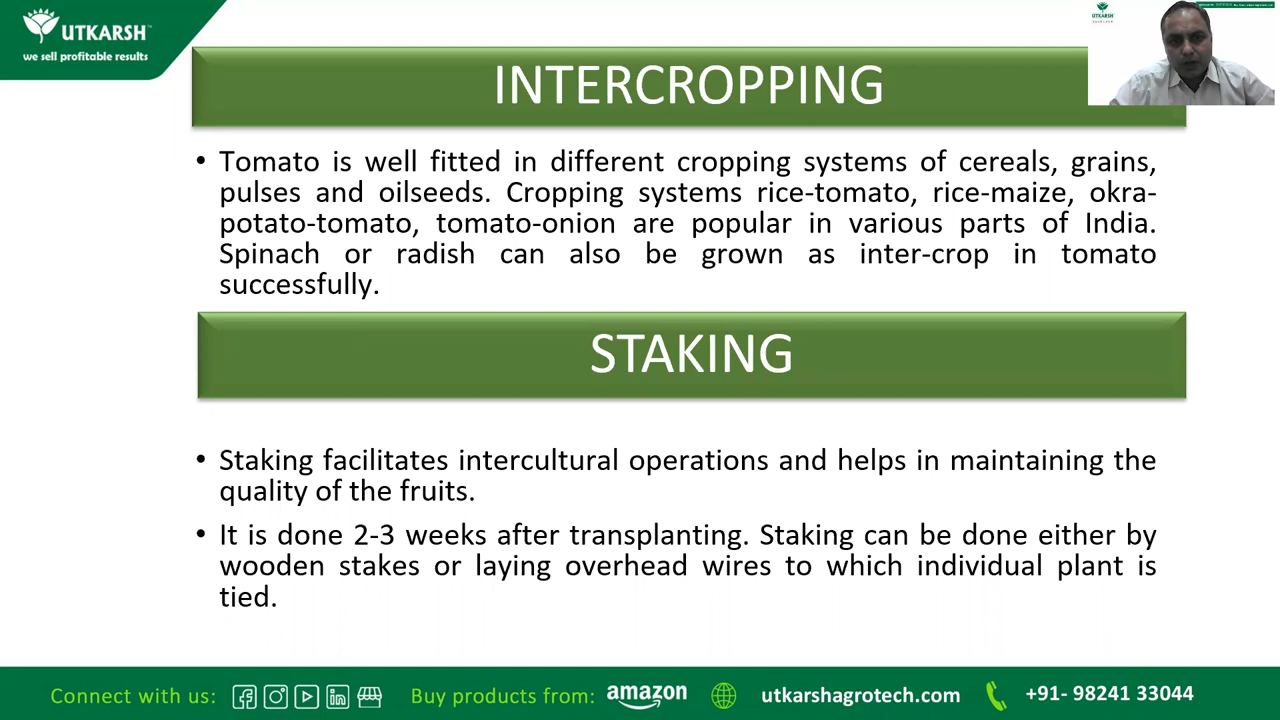 UTKARSH
we sell profitable results
INTERCROPPING
• Tomato is well fitted in different cropping systems of cereals, grains,
pulses and oilseeds. Cropping systems rice-tomato, rice-maize, okra-
potato-tomato, tomato-onion are popular in various parts of India.
Spinach or radish can also be grown as inter-crop in tomato
successfully.
STAKING
• Staking facilitates intercultural operations and helps in maintaining the
quality of the fruits.
• It is done 2-3 weeks after transplanting. Staking can be done either by
wooden stakes or laying overhead wires to which individual plant is
tied.
Connect with us: Buy products from: amazon utkarshagrotech.com +91- 98241 33044